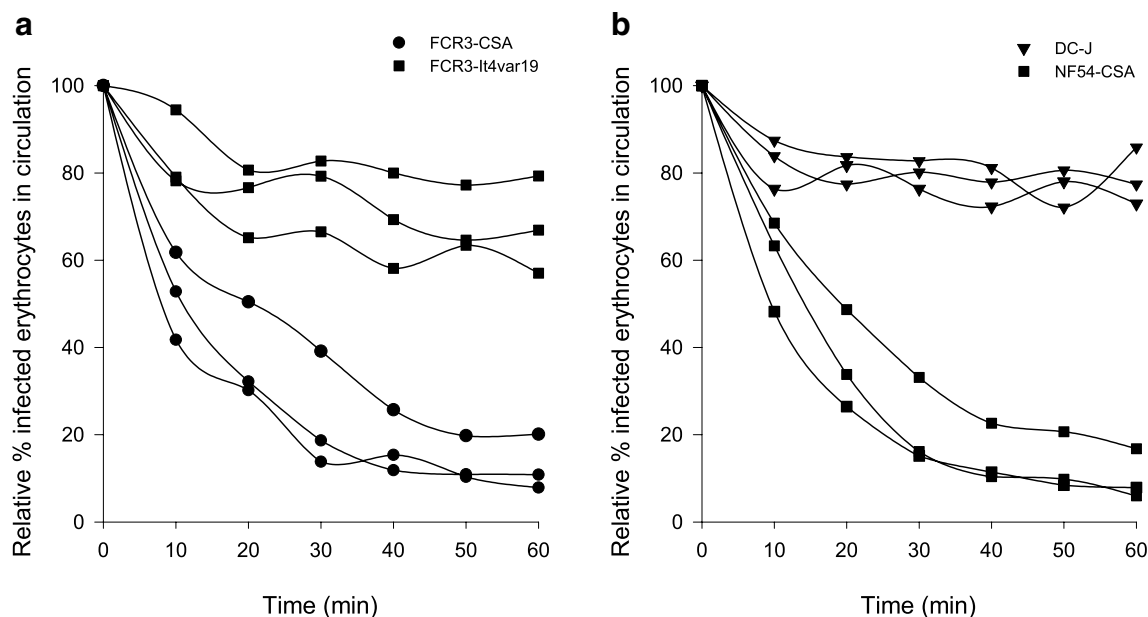 a
FCR3-CSA
FCR3-It4var19
Relative % infected erythrocytes in circulation
100
80
60
40
20
0
0 10 20 30 40 50 60
Time (min)
b
DC-J
NF54-CSA
Relative % infected erythrocytes in circulation
100
80
60
40
20
0
0 10 20 30 40 50 60
Time (min)